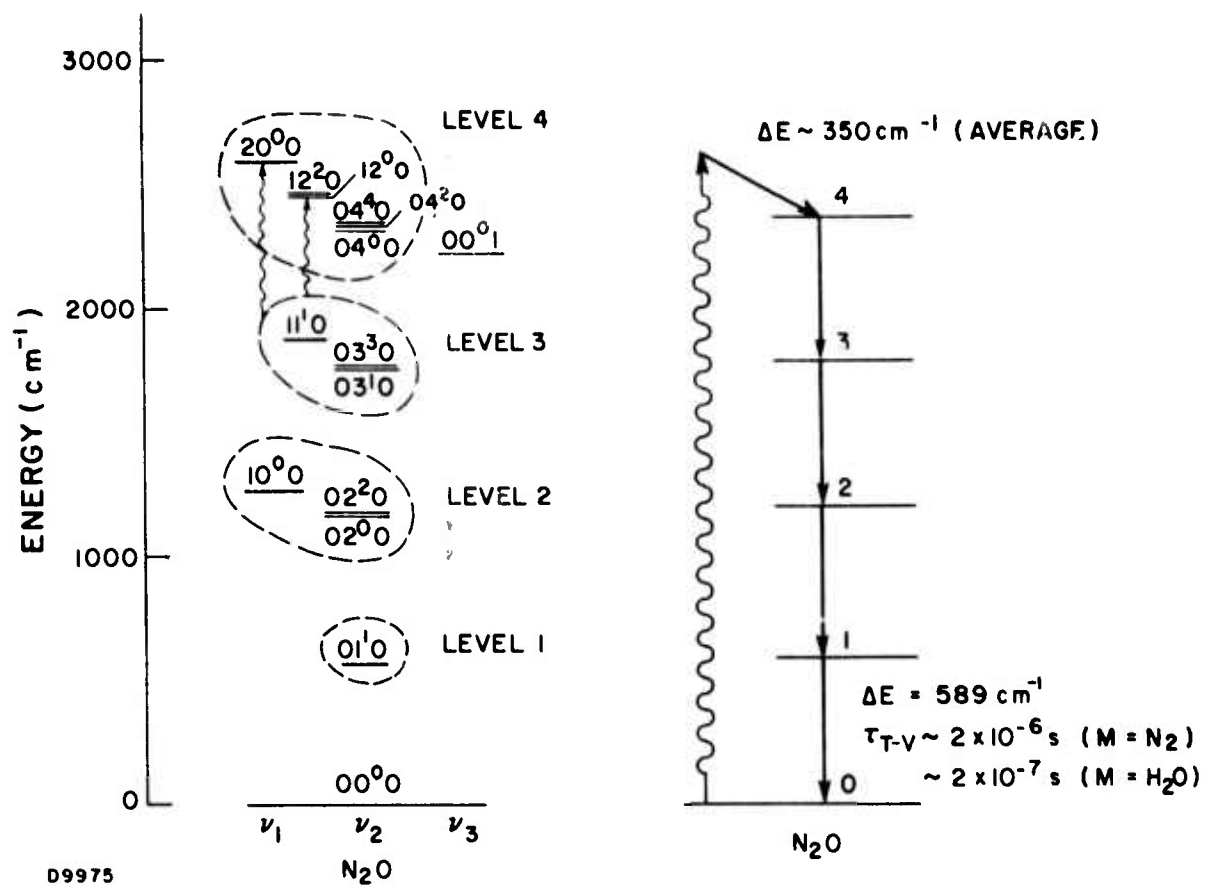 ENERGY (cm⁻¹)
3000
2000
1000
0
LEVEL 4
20⁰0
12²0
12⁰0
04⁴0
04²0
04⁰0
00⁰1
LEVEL 3
11¹0
03³0
03¹0
LEVEL 2
10⁰0
02²0
02⁰0
LEVEL 1
01¹0
00⁰0
ν₁ ν₂ ν₃
N₂O
D9975
ΔE ~ 350 cm⁻¹ (AVERAGE)
4
3
2
1
ΔE = 589 cm⁻¹
τ_T-V ~ 2 x 10⁻⁶ s (M = N₂)
~ 2 x 10⁻⁷ s (M = H₂O)
0
N₂O